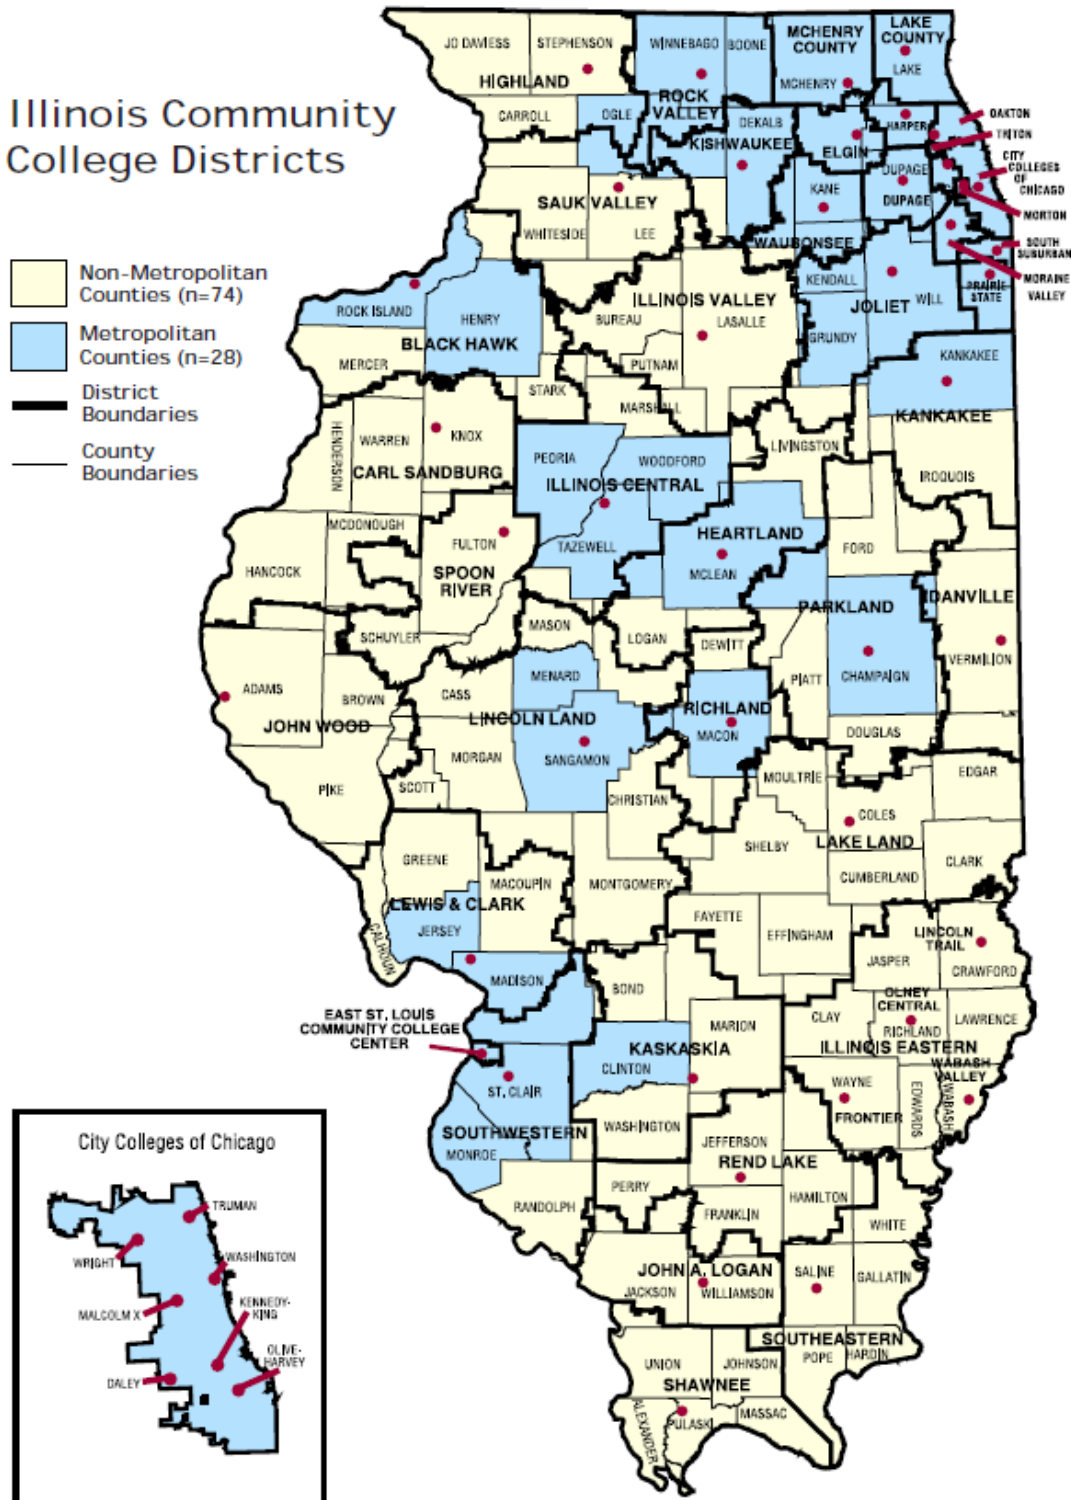 Illinois Community
College Districts
Non-Metropolitan
Counties (n=74)
Metropolitan
Counties (n=28)
District
Boundaries
County
Boundaries
JO DAVIESS
STEPHENSON
HIGHLAND
CARROLL
WINNEBAGO
BOONE
ROCK
VALLEY
OGLE
MCHENRY
COUNTY
MCHENRY
LAKE
COUNTY
LAKE
DEKALB
KISHWAUKEE
ELGIN
HARPER
OAKTON
TRITON
CITY
COLLEGES
OF
CHICAGO
MORTON
SOUTH
SUBURBAN
MORAINE
VALLEY
PRAIRIE
STATE
DUPAGE
DUPAGE
KANE
WAUBONSEE
SAUK VALLEY
WHITESIDE
LEE
KENDALL
JOLIET
WILL
GRUNDY
ROCK ISLAND
HENRY
BLACK HAWK
MERCER
ILLINOIS VALLEY
BUREAU
LASALLE
PUTNAM
STARK
MARSHALL
KANKAKEE
KANKAKEE
IROQUOIS
LIVINGSTON
HENDERSON
WARREN
KNOX
CARL SANDBURG
PEORIA
WOODFORD
ILLINOIS CENTRAL
TAZEWELL
HEARTLAND
MCLEAN
FORD
MCDONOUGH
HANCOCK
FULTON
SPOON
RIVER
SCHUYLER
MASON
LOGAN
DEWITT
PARKLAND
CHAMPAIGN
PIATT
DANVILLE
VERMILION
ADAMS
BROWN
JOHN WOOD
PIKE
CASS
MENARD
LINCOLN LAND
MORGAN
SANGAMON
SCOTT
RICHLAND
MACON
CHRISTIAN
DOUGLAS
MOULTRIE
EDGAR
COLES
LAKE LAND
SHELBY
CUMBERLAND
CLARK
GREENE
MACOUPIN
MONTGOMERY
LEWIS & CLARK
JERSEY
CALHOUN
MADISON
FAYETTE
EFFINGHAM
JASPER
LINCOLN
TRAIL
CRAWFORD
BOND
OLNEY
CENTRAL
RICHLAND
LAWRENCE
CLAY
ILLINOIS EASTERN
MARION
KASKASKIA
CLINTON
EAST ST. LOUIS
COMMUNITY COLLEGE
CENTER
ST. CLAIR
SOUTHWESTERN
MONROE
WASHINGTON
WABASH
VALLEY
WAYNE
FRONTIER
EDWARDS
WABASH
JEFFERSON
REND LAKE
RANDOLPH
PERRY
FRANKLIN
HAMILTON
WHITE
JOHN A. LOGAN
JACKSON
WILLIAMSON
SALINE
GALLATIN
SOUTHEASTERN
POPE
HARDIN
UNION
JOHNSON
SHAWNEE
ALEXANDER
PULASKI
MASSAC
City Colleges of Chicago
TRUMAN
WRIGHT
WASHINGTON
MALCOLM X
KENNEDY-
KING
OLIVE-
HARVEY
DALEY